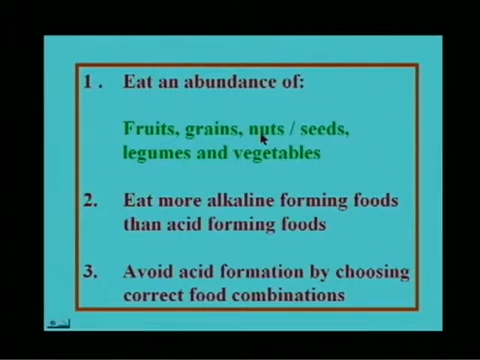 1. Eat an abundance of:
Fruits, grains, nuts / seeds,
legumes and vegetables
2. Eat more alkaline forming foods
than acid forming foods
3. Avoid acid formation by choosing
correct food combinations